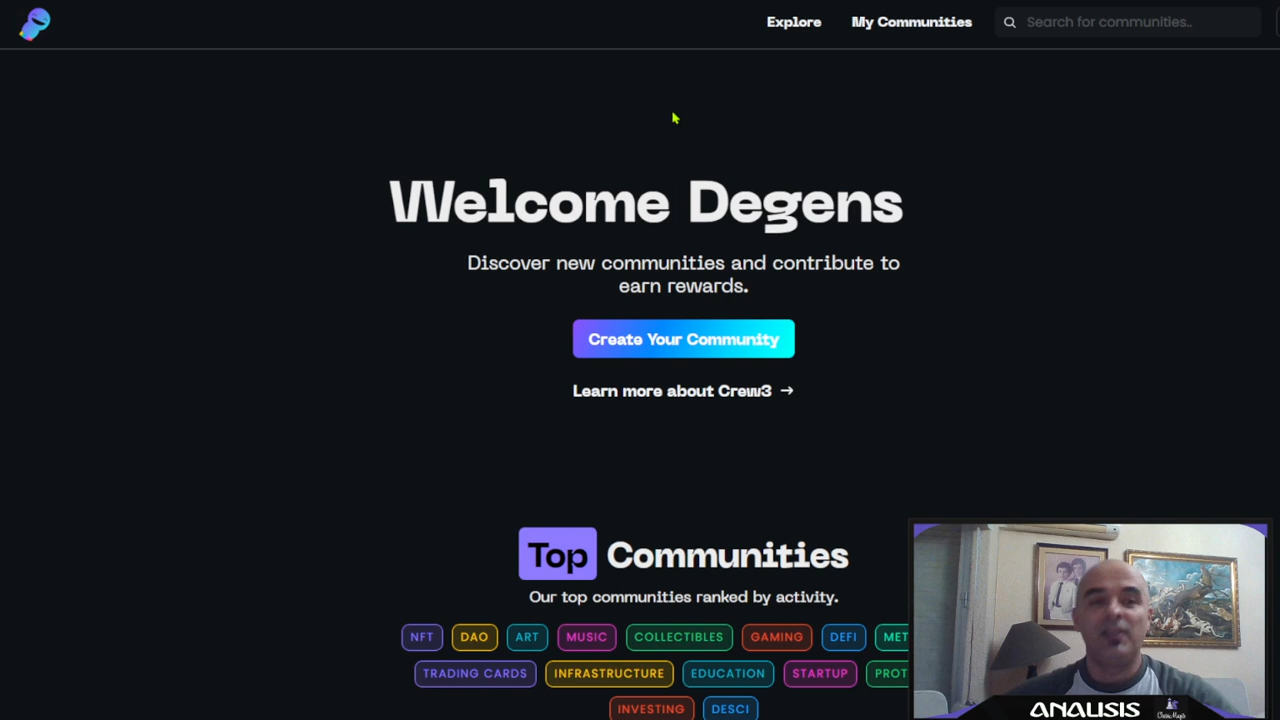 Explore My Communities Search for communities..
Welcome Degens
Discover new communities and contribute to
earn rewards.
Create Your Community
Learn more about Crew3 →
Top Communities
Our top communities ranked by activity.
NFT DAO ART MUSIC COLLECTIBLES GAMING DEFI MET
TRADING CARDS INFRASTRUCTURE EDUCATION STARTUP PROT
INVESTING DESCI
ANALISIS